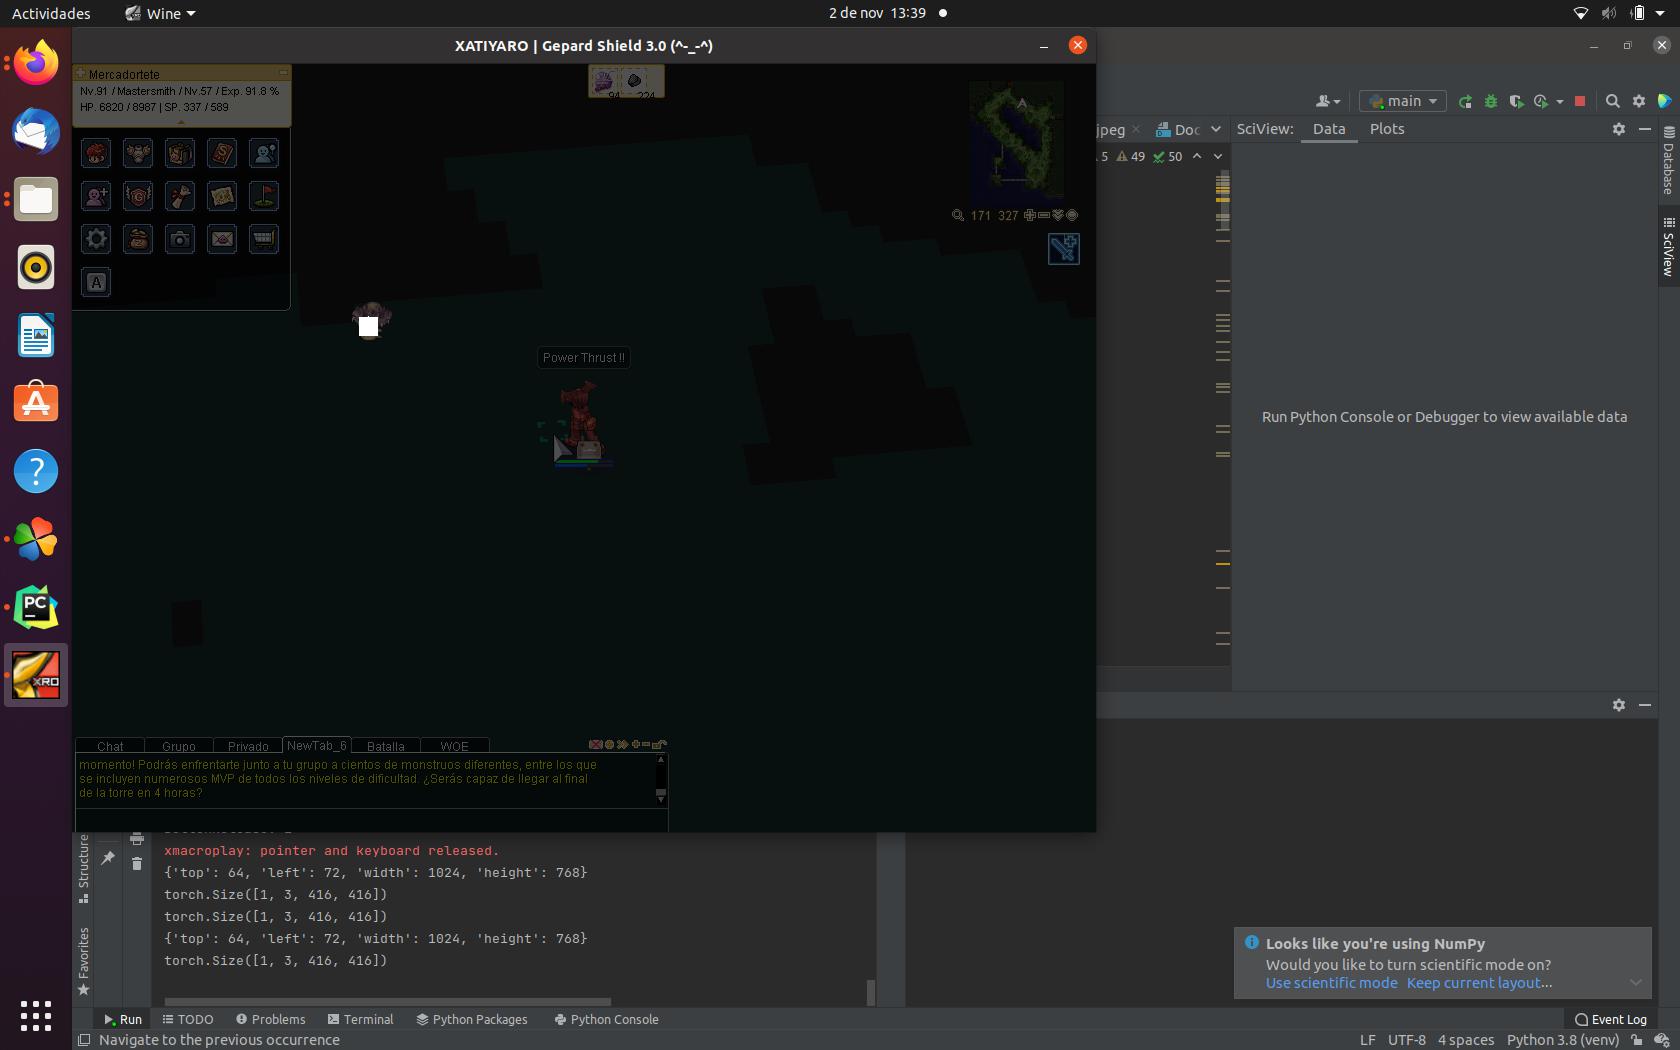 Actividades
Wine
2 de nov 13:39
XATIYARO | Gepard Shield 3.0 (^-_-^)
Mercadortete
Nv.91 / Mastersmith / Nv.57 / Exp. 91.8 %
HP. 6820 / 8987 | SP. 337 / 589
94
224
171 327
A
Power Thrust !!
main
jpeg
Doc
5
49
50
SciView:
Data
Plots
Database
SciView
Run Python Console or Debugger to view available data
PC
XRO
Chat
Grupo
Privado
NewTab_6
Batalla
WOE
momento! Podrás enfrentarte junto a tu grupo a cientos de monstruos diferentes, entre los que
se incluyen numerosos MVP de todos los niveles de dificultad. ¿Serás capaz de llegar al final
de la torre en 4 horas?
Structure
Favorites
xmacroplay: pointer and keyboard released.
{'top': 64, 'left': 72, 'width': 1024, 'height': 768}
torch.Size([1, 3, 416, 416])
torch.Size([1, 3, 416, 416])
{'top': 64, 'left': 72, 'width': 1024, 'height': 768}
torch.Size([1, 3, 416, 416])
Looks like you're using NumPy
Would you like to turn scientific mode on?
Use scientific mode Keep current layout...
Run
TODO
Problems
Terminal
Python Packages
Python Console
Event Log
Navigate to the previous occurrence
LF UTF-8 4 spaces Python 3.8 (venv)